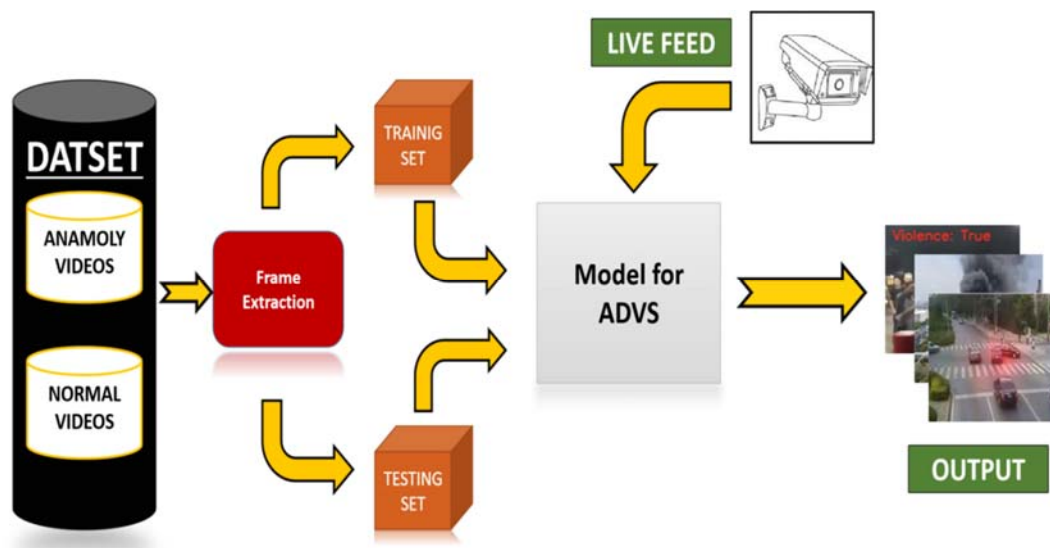 LIVE FEED
DATSET
ANAMOLY
VIDEOS
NORMAL
VIDEOS
Frame
Extraction
TRAINIG
SET
TESTING
SET
Model for
ADVS
Violence: True
OUTPUT